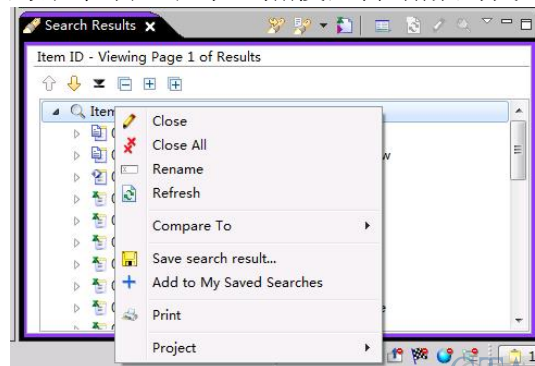 Search Results
Item ID - Viewing Page 1 of Results
Item
Close
Close All
Rename
Refresh
Compare To
Save search result...
Add to My Saved Searches
Print
Project